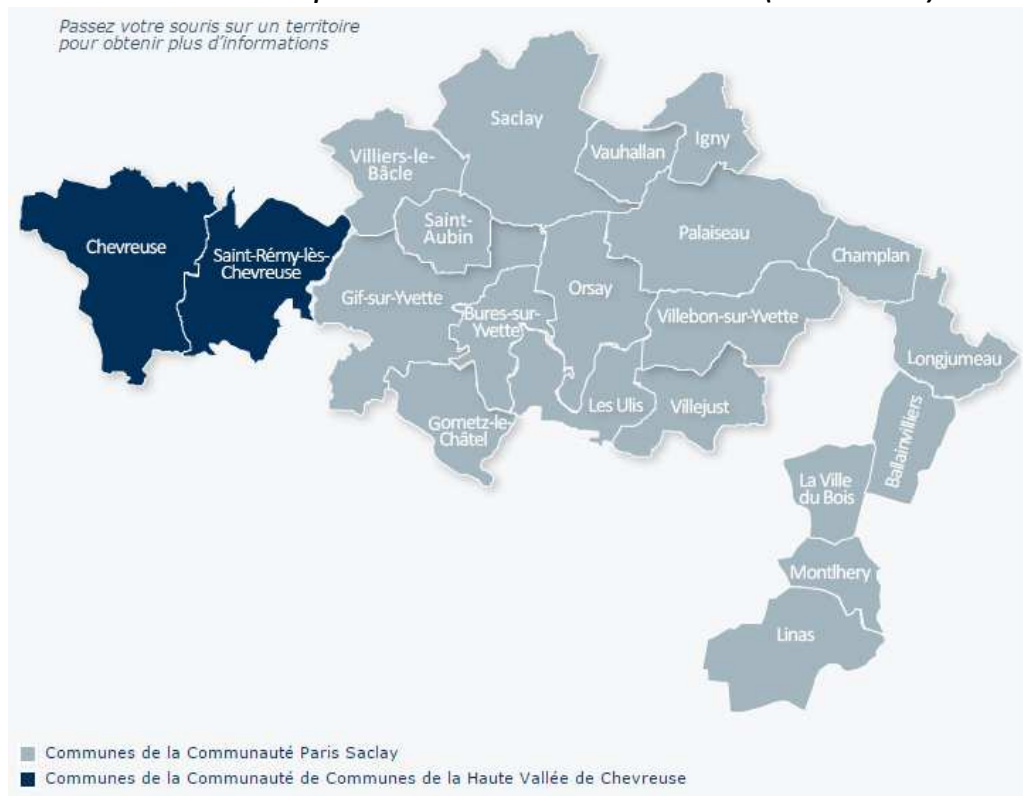 Passez votre souris sur un territoire
pour obtenir plus d'informations
Saclay
Igny
Vauhallan
Villiers-le-
Bâcle
Saint-
Aubin
Palaiseau
Chevreuse
Saint-Rémy-lès-
Chevreuse
Champlan
Gif-sur-Yvette
Orsay
Bures-sur-
Yvette
Villebon-sur-Yvette
Longjumeau
Les Ulis
Villejust
Gometz-le-
Châtel
Ballainvilliers
La Ville
du Bois
Montlhery
Linas
Communes de la Communauté Paris Saclay
Communes de la Communauté de Communes de la Haute Vallée de Chevreuse